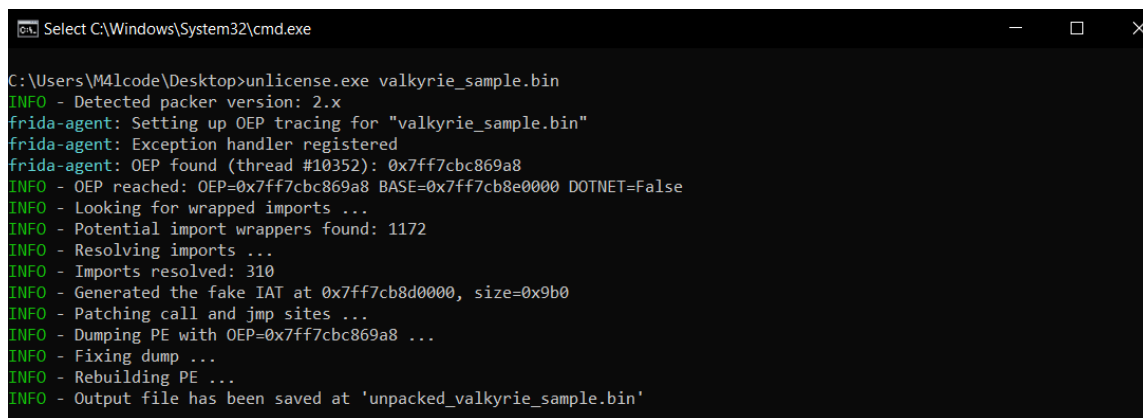 Select C:\Windows\System32\cmd.exe
C:\Users\M4lcode\Desktop>unlicense.exe valkyrie_sample.bin
INFO - Detected packer version: 2.x
frida-agent: Setting up OEP tracing for "valkyrie_sample.bin"
frida-agent: Exception handler registered
frida-agent: OEP found (thread #10352): 0x7ff7cbc869a8
INFO - OEP reached: OEP=0x7ff7cbc869a8 BASE=0x7ff7cb8e0000 DOTNET=False
INFO - Looking for wrapped imports ...
INFO - Potential import wrappers found: 1172
INFO - Resolving imports ...
INFO - Imports resolved: 310
INFO - Generated the fake IAT at 0x7ff7cb8d0000, size=0x9b0
INFO - Patching call and jmp sites ...
INFO - Dumping PE with OEP=0x7ff7cbc869a8 ...
INFO - Fixing dump ...
INFO - Rebuilding PE ...
INFO - Output file has been saved at 'unpacked_valkyrie_sample.bin'